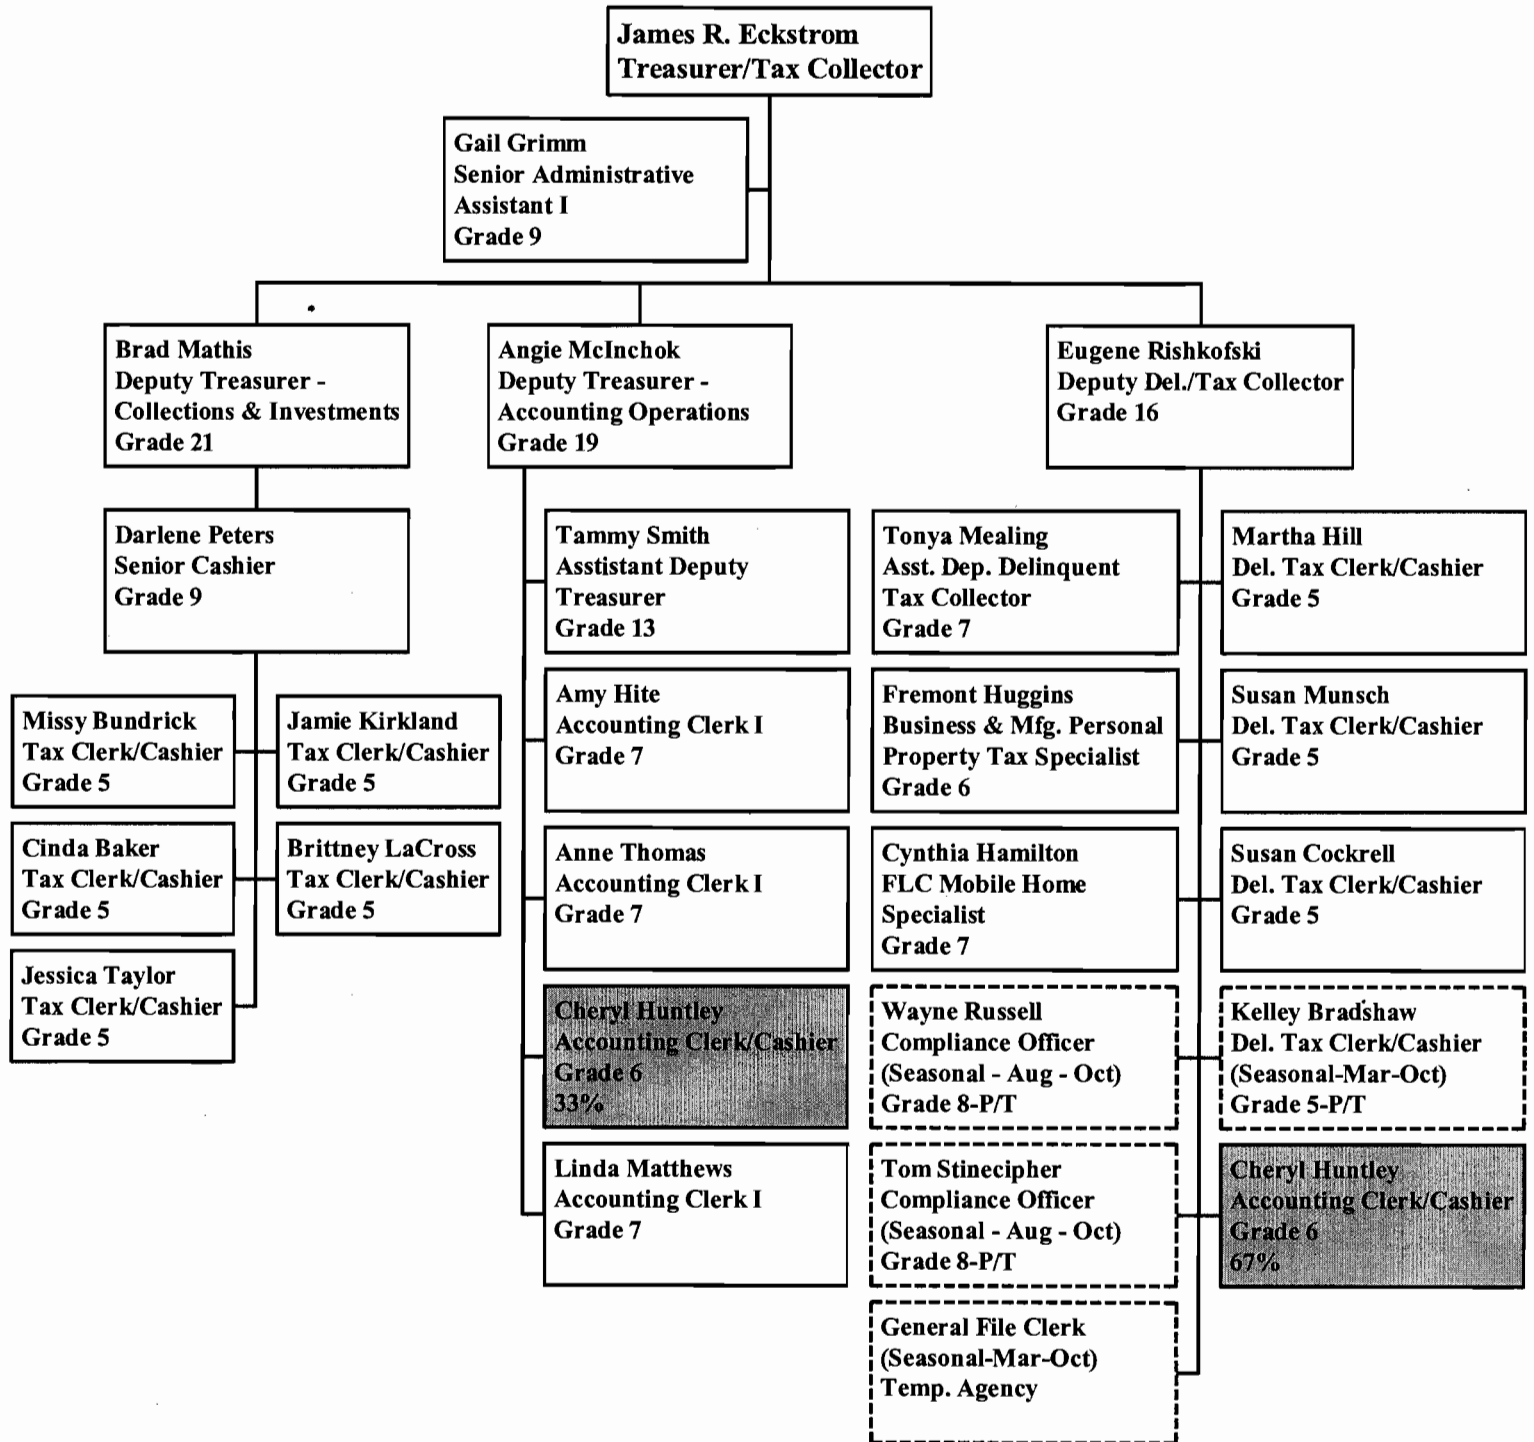 James R. Eckstrom
Treasurer/Tax Collector
Gail Grimm
Senior Administrative
Assistant I
Grade 9
Brad Mathis
Deputy Treasurer -
Collections & Investments
Grade 21
Angie McInchok
Deputy Treasurer -
Accounting Operations
Grade 19
Eugene Rishkofski
Deputy Del./Tax Collector
Grade 16
Darlene Peters
Senior Cashier
Grade 9
Missy Bundrick
Tax Clerk/Cashier
Grade 5
Jamie Kirkland
Tax Clerk/Cashier
Grade 5
Cinda Baker
Tax Clerk/Cashier
Grade 5
Brittney LaCross
Tax Clerk/Cashier
Grade 5
Jessica Taylor
Tax Clerk/Cashier
Grade 5
Tammy Smith
Asstistant Deputy
Treasurer
Grade 13
Amy Hite
Accounting Clerk I
Grade 7
Anne Thomas
Accounting Clerk I
Grade 7
Cheryl Huntley
Accounting Clerk/Cashier
Grade 6
33%
Linda Matthews
Accounting Clerk I
Grade 7
Tonya Mealing
Asst. Dep. Delinquent
Tax Collector
Grade 7
Martha Hill
Del. Tax Clerk/Cashier
Grade 5
Fremont Huggins
Business & Mfg. Personal
Property Tax Specialist
Grade 6
Susan Munsch
Del. Tax Clerk/Cashier
Grade 5
Cynthia Hamilton
FLC Mobile Home
Specialist
Grade 7
Susan Cockrell
Del. Tax Clerk/Cashier
Grade 5
Wayne Russell
Compliance Officer
(Seasonal - Aug - Oct)
Grade 8-P/T
Kelley Bradshaw
Del. Tax Clerk/Cashier
(Seasonal-Mar-Oct)
Grade 5-P/T
Tom Stinecipher
Compliance Officer
(Seasonal - Aug - Oct)
Grade 8-P/T
Cheryl Huntley
Accounting Clerk/Cashier
Grade 6
67%
General File Clerk
(Seasonal-Mar-Oct)
Temp. Agency